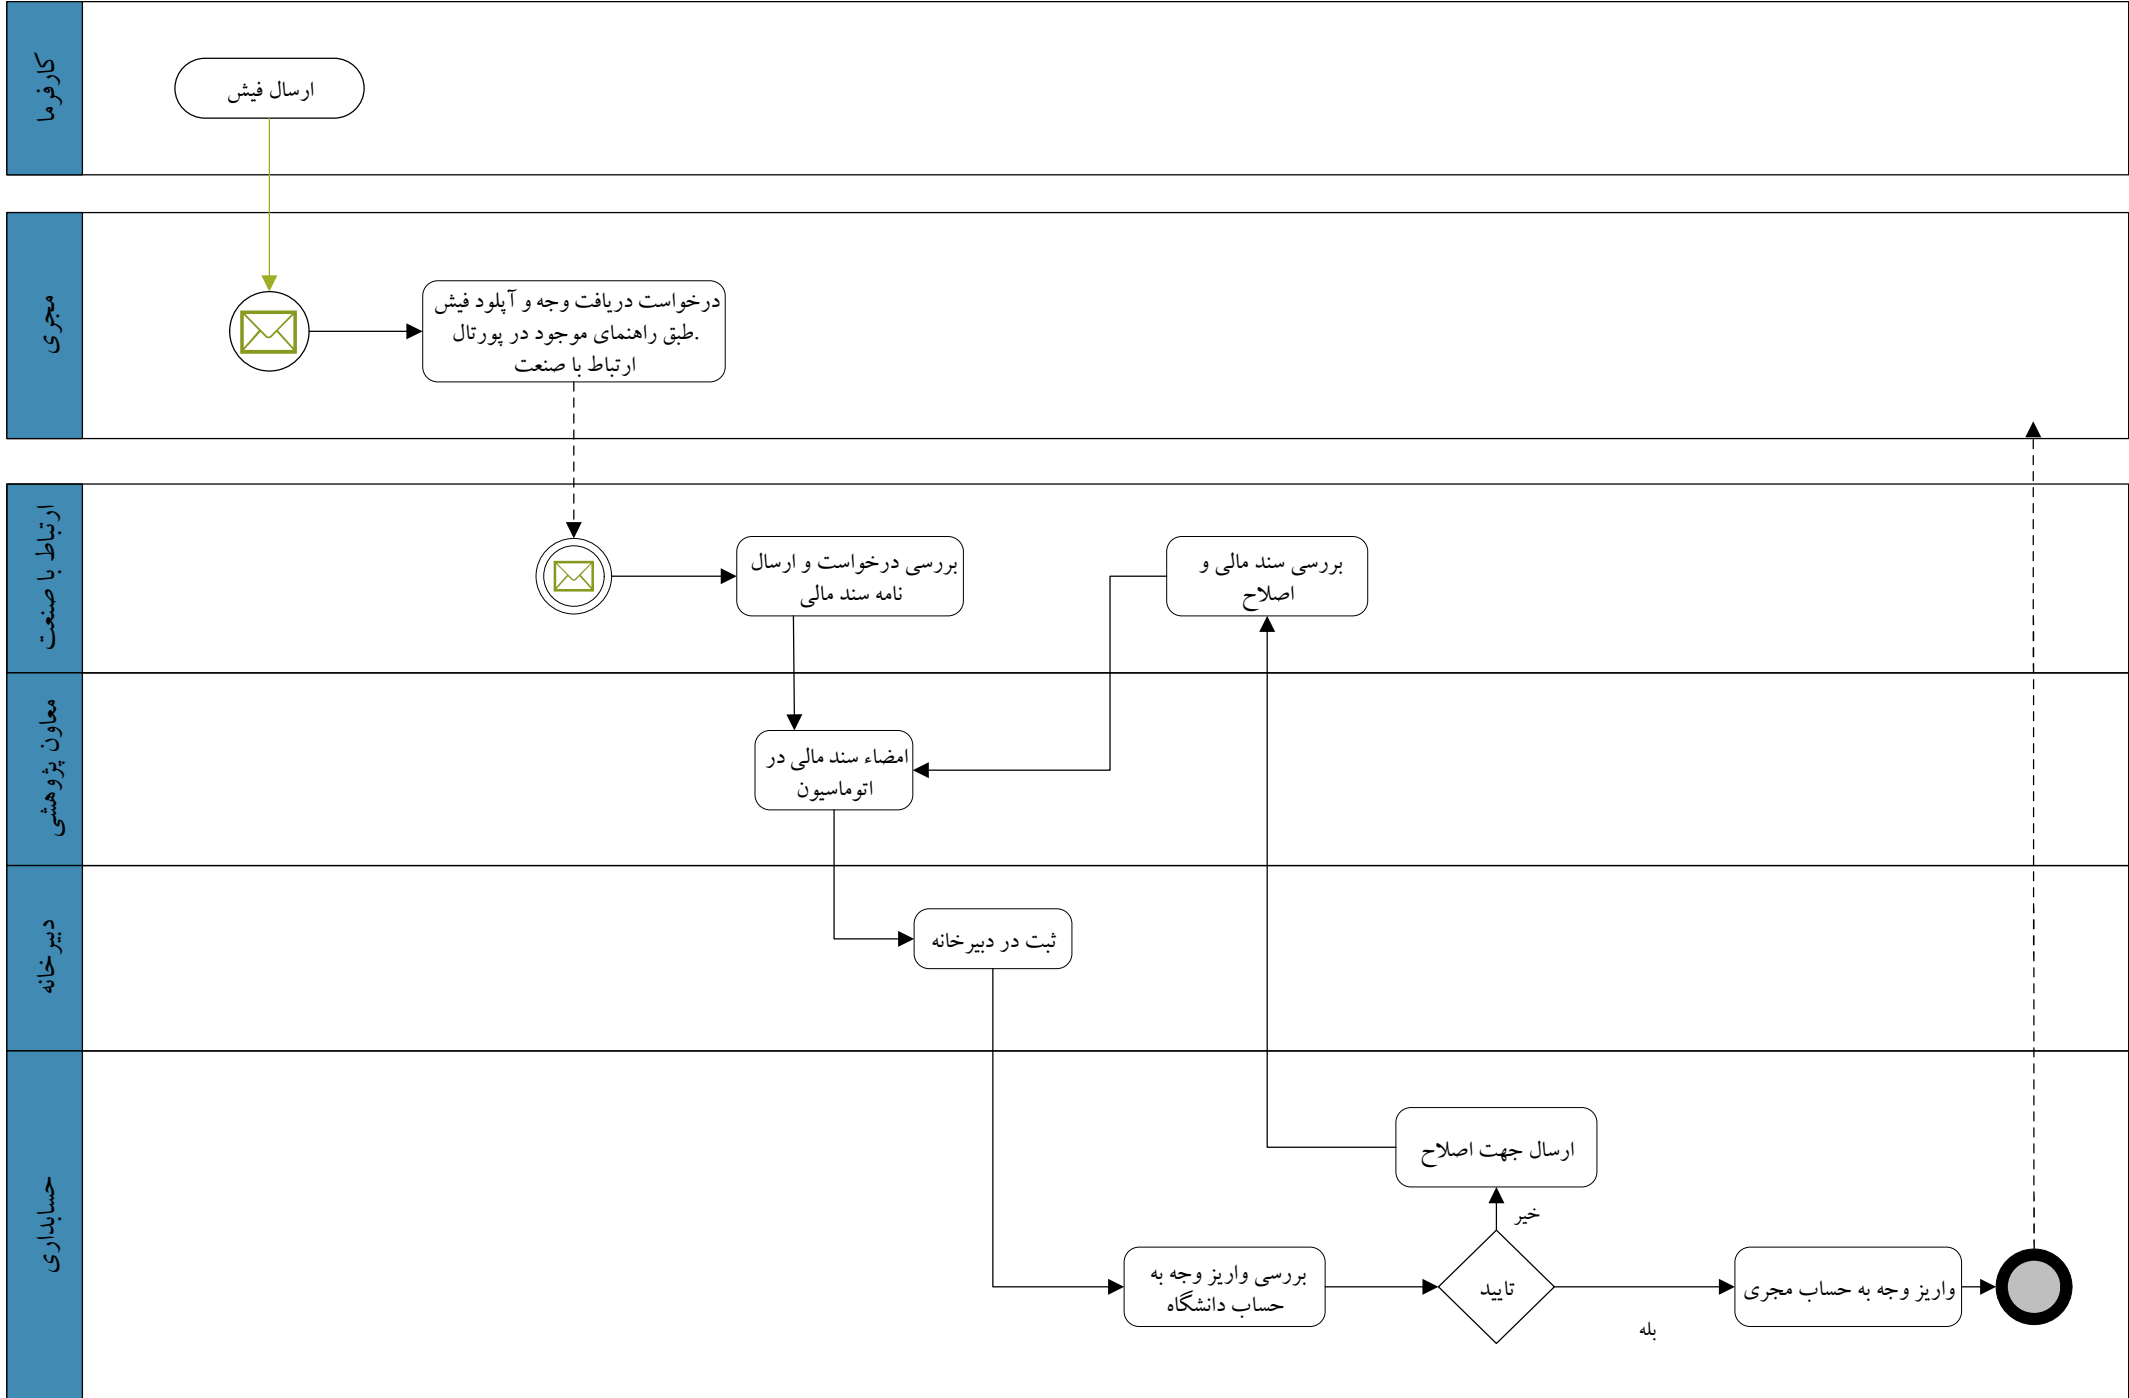 کارفرما
ارسال فیش
مجری
درخواست دریافت وجه و آپلود فیش
طبق راهنمای موجود در پورتال.
ارتباط با صنعت
ارتباط با صنعت
بررسی درخواست و ارسال
نامه سند مالی
بررسی سند مالی و
اصلاح
معاون پژوهشی
امضاء سند مالی در
اتوماسیون
دبیرخانه
ثبت در دبیرخانه
حسابداری
ارسال جهت اصلاح
خیر
بررسی واریز وجه به
حساب دانشگاه
تایید
بله
واریز وجه به حساب مجری